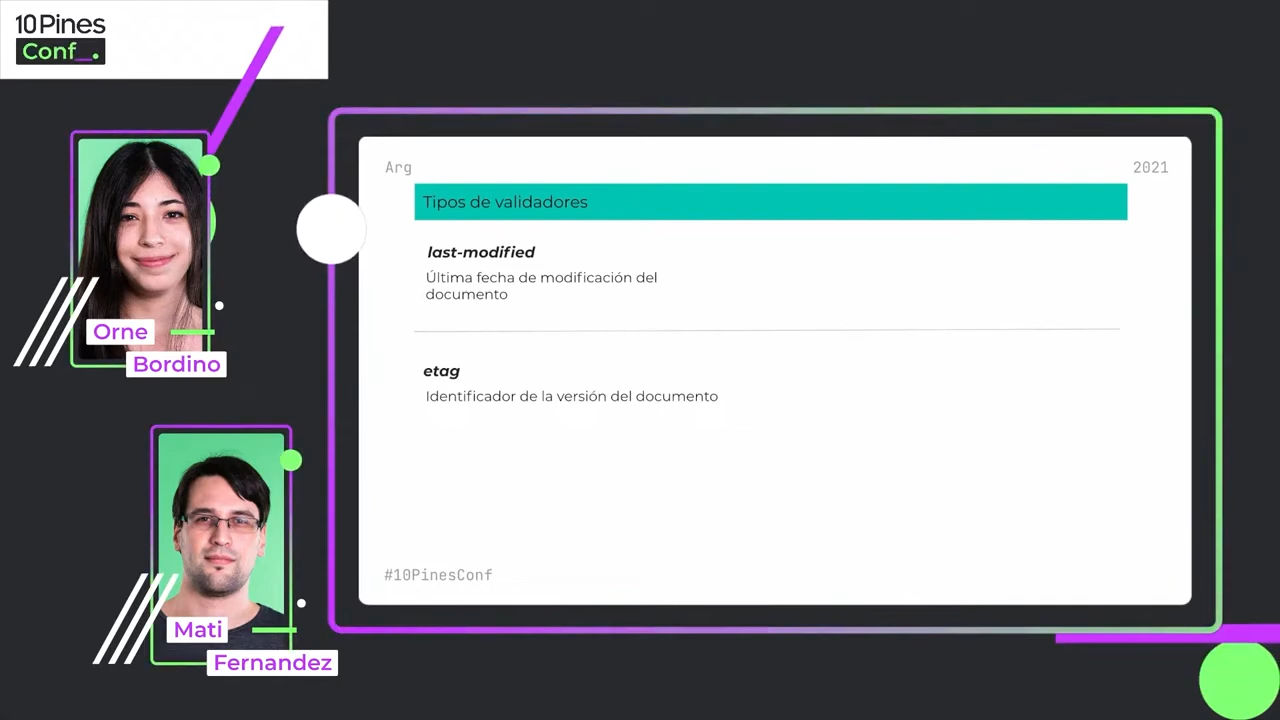 10Pines
Conf_.
Orne
Bordino
Mati
Fernandez
Arg
2021
Tipos de validadores
last-modified
Última fecha de modificación del
documento
etag
Identificador de la versión del documento
#10PinesConf